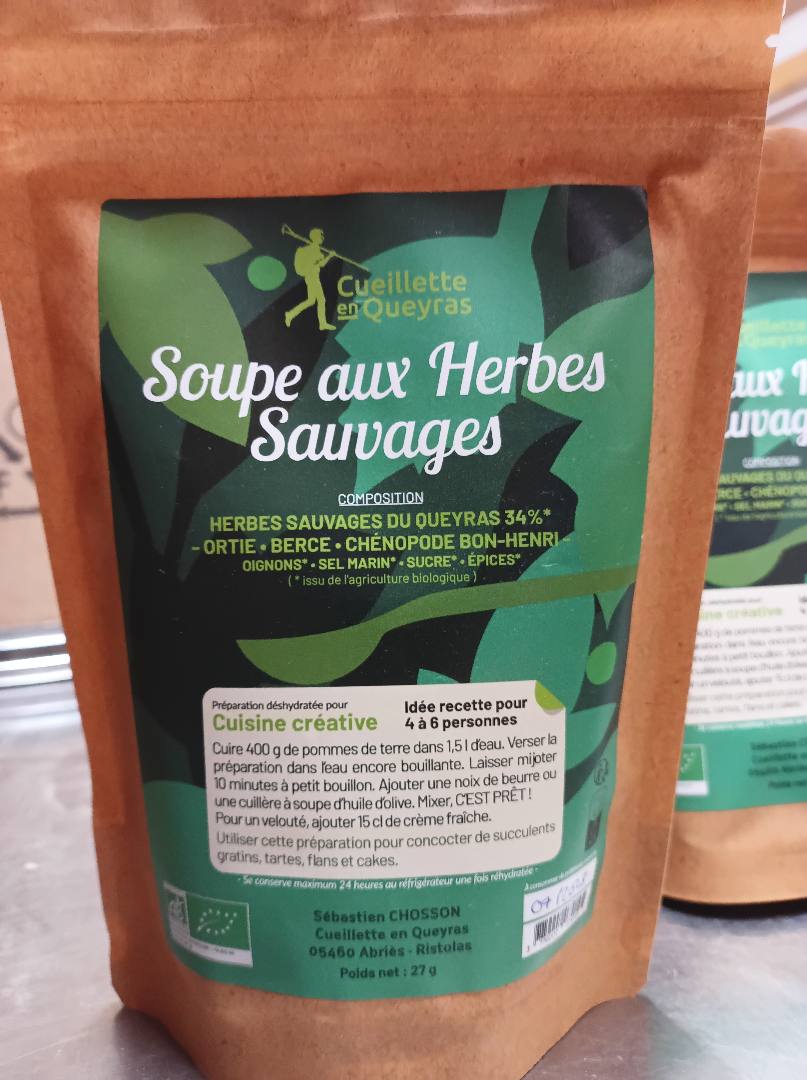 Cueillette
en Queyras
Soupe aux Herbes
Sauvages
COMPOSITION
HERBES SAUVAGES DU QUEYRAS 34%*
- ORTIE • BERCE • CHÉNOPODE BON-HENRI -
OIGNONS* • SEL MARIN* • SUCRE* • ÉPICES*
( * issu de l'agriculture biologique )
Préparation déshydratée pour
Cuisine créative
Idée recette pour
4 à 6 personnes
Cuire 400 g de pommes de terre dans 1,5 l d'eau. Verser la
préparation dans l'eau encore bouillante. Laisser mijoter
10 minutes à petit bouillon. Ajouter une noix de beurre ou
une cuillère à soupe d'huile d'olive. Mixer, C'EST PRÊT !
Pour un velouté, ajouter 15 cl de crème fraîche.
Utiliser cette préparation pour concocter de succulents
gratins, tartes, flans et cakes.
- Se conserve maximum 24 heures au réfrigérateur une fois réhydratée -
Sébastien CHOSSON
Cueillette en Queyras
05460 Abriès - Ristolas
Poids net : 27 g